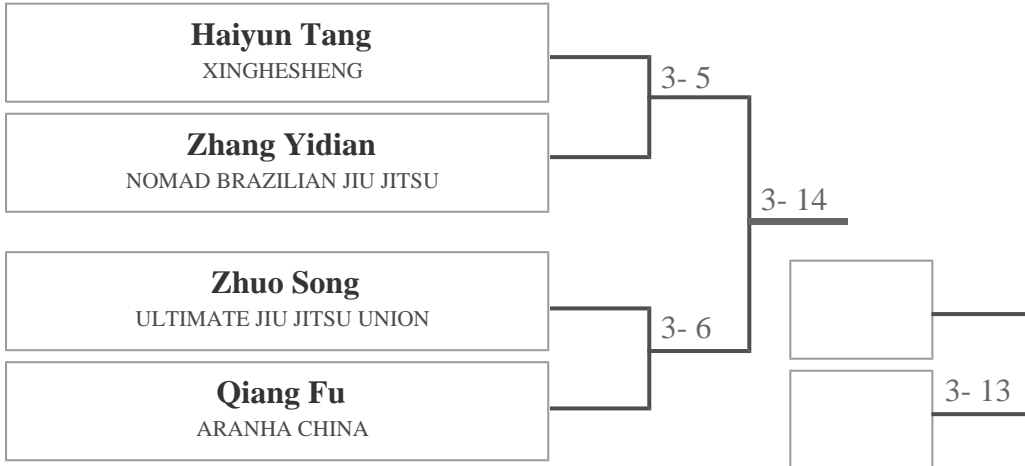 Haiyun Tang
XINGHESHENG
3- 5
Zhang Yidian
NOMAD BRAZILIAN JIU JITSU
3- 14
Zhuo Song
ULTIMATE JIU JITSU UNION
3- 6
Qiang Fu
ARANHA CHINA
3- 13